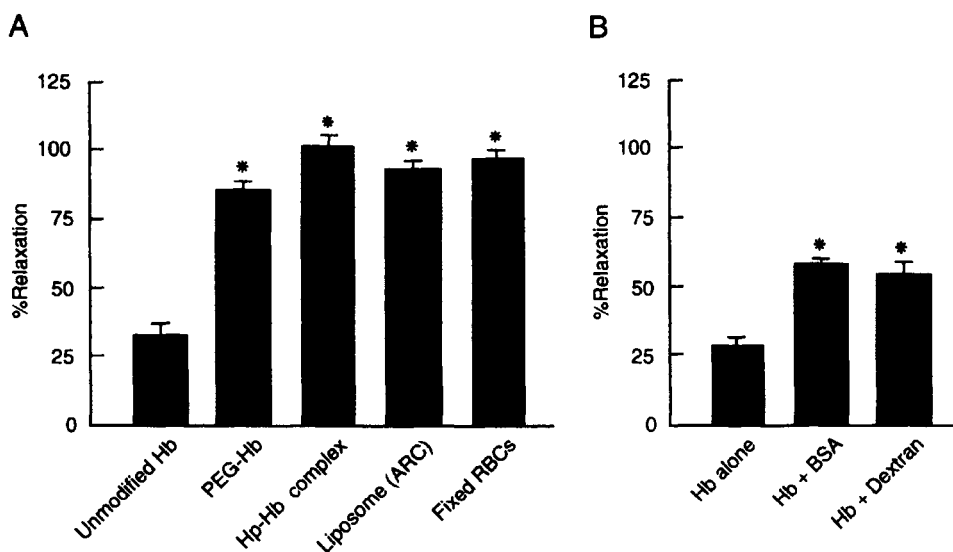 A
%Relaxation
125
100
75
50
25
0
*
*
*
*
Unmodified Hb
PEG-Hb
Hp-Hb complex
Liposome (ARC)
Fixed RBCs
B
%Relaxation
125
100
75
50
25
0
*
*
Hb alone
Hb + BSA
Hb + Dextran